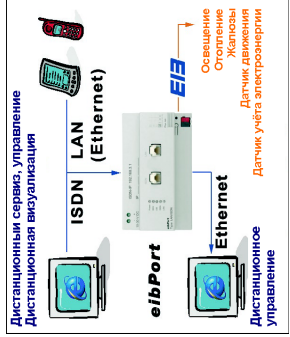 Дистанционный сервиз, управление
Дистанционная визуализация
ISDN
LAN
(Ethernet)
eibPort
EIB
Освещение
Отопление
Жалюзы
Датчик движения
Датчик учёта электроэнергии
Ethernet
Дистанционное
управление